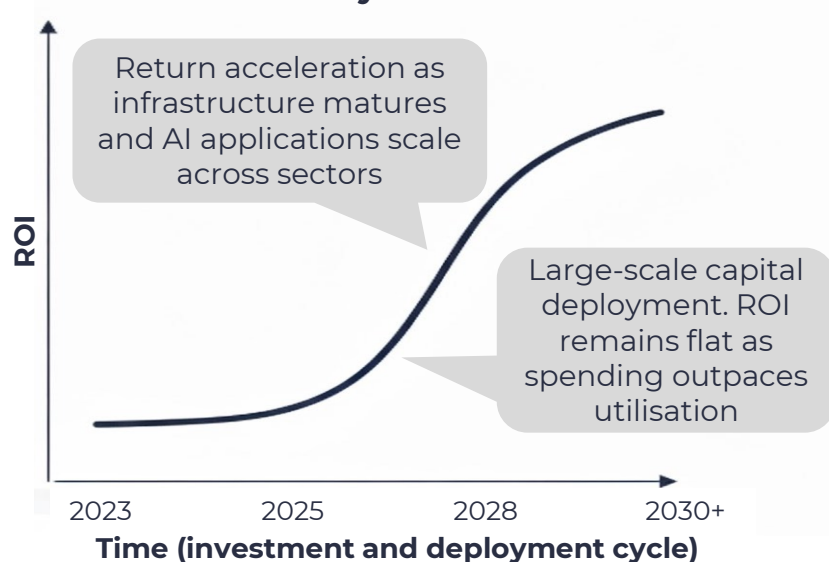 Return acceleration as
infrastructure matures
and AI applications scale
across sectors
ROI
Large-scale capital
deployment. ROI
remains flat as
spending outpaces
utilisation
2023 2025 2028 2030+
Time (investment and deployment cycle)